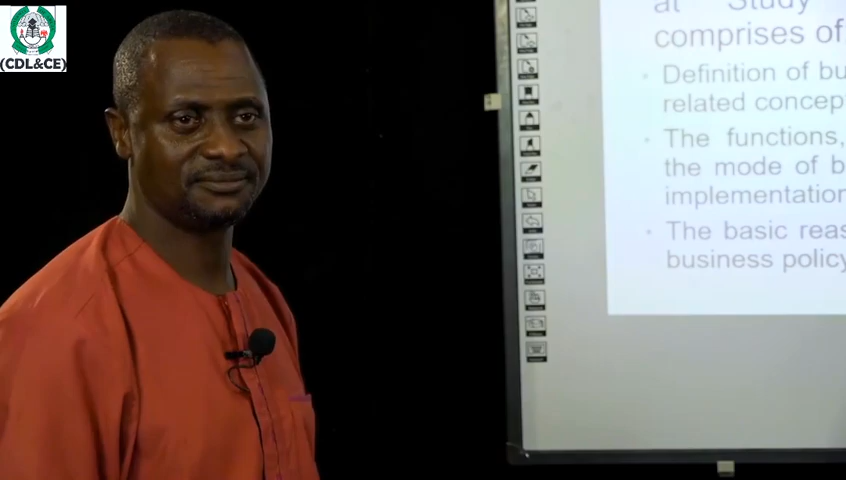 (CDL&CE)
at Study
comprises of
Definition of bu
related concep
The functions,
the mode of b
implementation
The basic reas
business policy